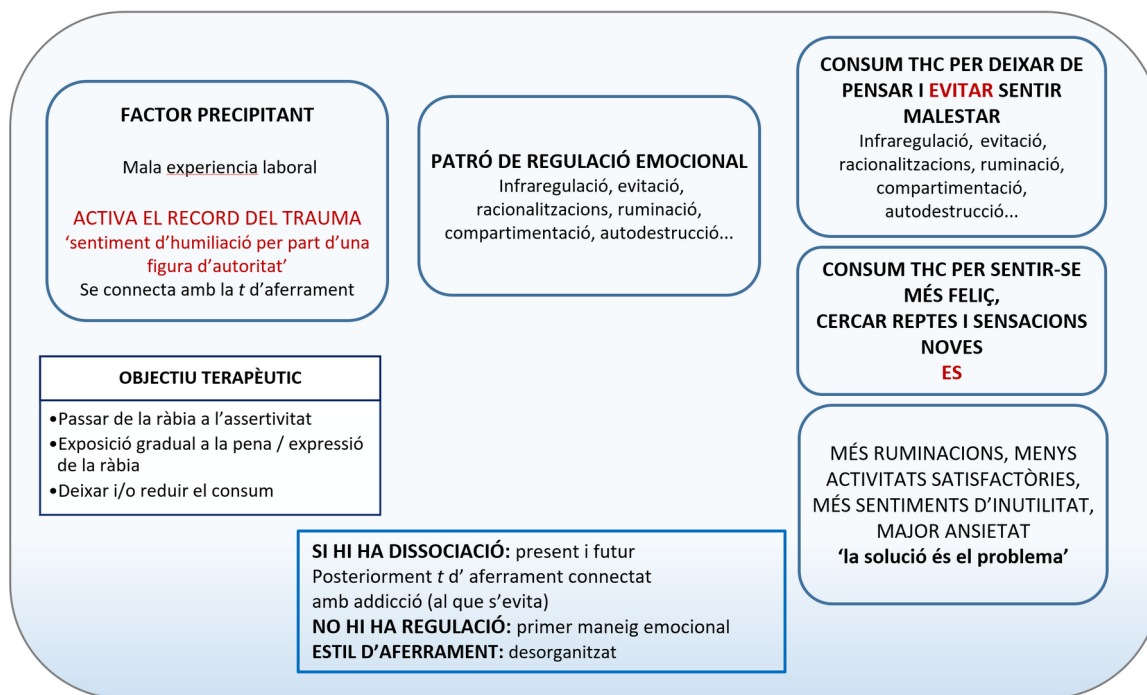 FACTOR PRECIPITANT
Mala experiencia laboral
ACTIVA EL RECORD DEL TRAUMA
‘sentiment d’humiliació per part d’una
figura d’autoritat’
Se connecta amb la t d’aferrament
PATRÓ DE REGULACIÓ EMOCIONAL
Infraregulació, evitació,
racionalitzacions, ruminació,
compartimentació, autodestrucció...
CONSUM THC PER DEIXAR DE
PENSAR I EVITAR SENTIR
MALESTAR
Infraregulació, evitació,
racionalitzacions, ruminació,
compartimentació,
autodestrucció...
CONSUM THC PER SENTIR-SE
MÉS FELIÇ,
CERCAR REPTES I SENSACIONS
NOVES
ES
OBJECTIU TERAPÈUTIC
•Passar de la ràbia a l’assertivitat
•Exposició gradual a la pena / expressió
de la ràbia
•Deixar i/o reduir el consum
MÉS RUMINACIONS, MENYS
ACTIVITATS SATISFACTÒRIES,
MÉS SENTIMENTS D’INUTILITAT,
MAJOR ANSIETAT
‘la solució és el problema’
SI HI HA DISSOCIACIÓ: present i futur
Posteriorment t d’ aferrament connectat
amb addicció (al que s’evita)
NO HI HA REGULACIÓ: primer maneig emocional
ESTIL D’AFERRAMENT: desorganitzat